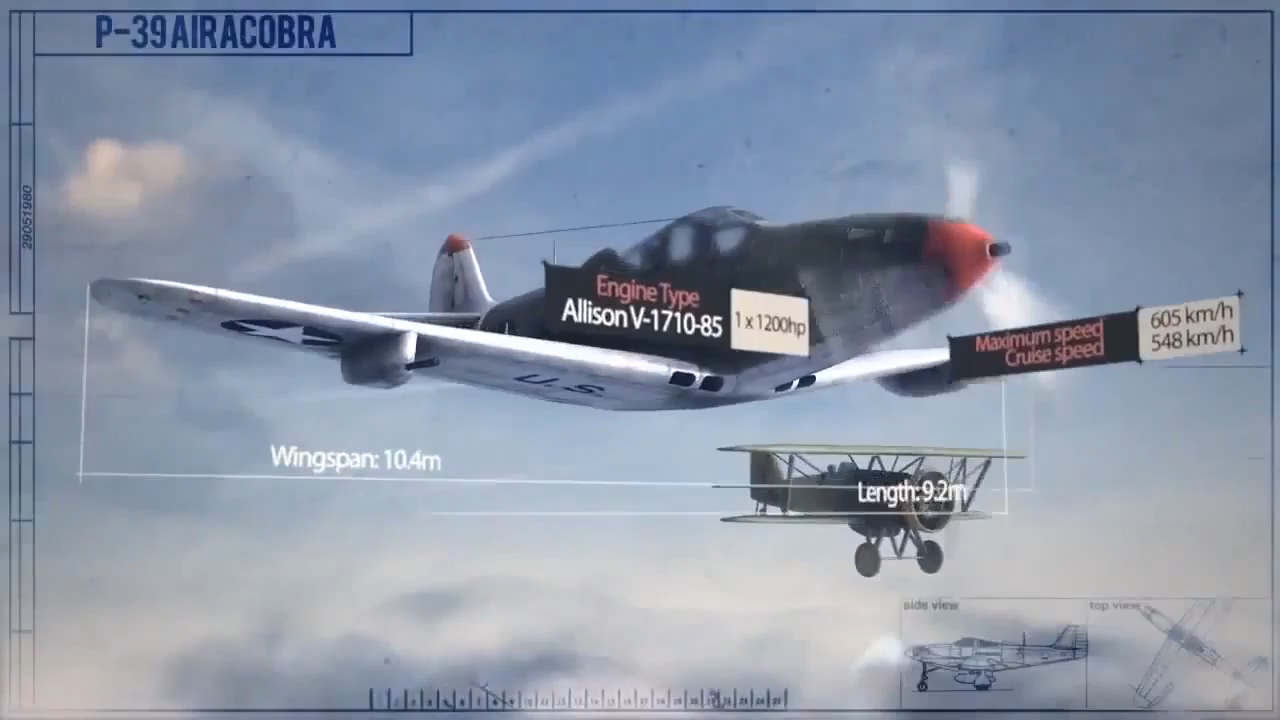 P-39 AIRACOBRA
29051980
Engine Type
Allison V-1710-85
1 x 1200hp
Maximum speed
Cruise speed
605 km/h
548 km/h
U.S
Wingspan: 10.4m
Length: 9.2m
side view
top view